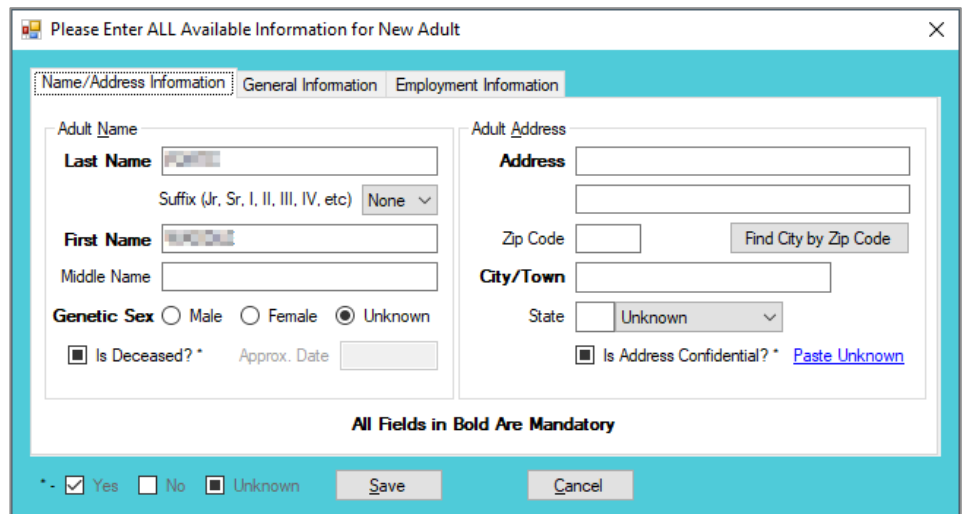 Please Enter ALL Available Information for New Adult
Name/Address Information General Information Employment Information
Adult Name
Last Name
Suffix (Jr, Sr, I, II, III, IV, etc) None
First Name
Middle Name
Genetic Sex Male Female Unknown
Is Deceased? * Approx. Date
Adult Address
Address
Zip Code Find City by Zip Code
City/Town
State Unknown
Is Address Confidential? * Paste Unknown
All Fields in Bold Are Mandatory
* - Yes No Unknown Save Cancel